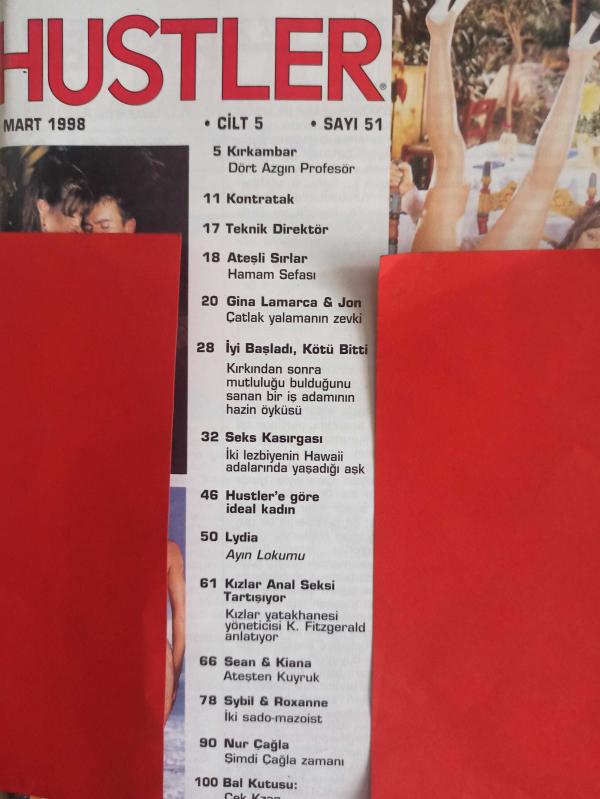 HUSTLER®
MART 1998 • CİLT 5 • SAYI 51
5 Kırkambar
Dört Azgın Profesör
11 Kontratak
17 Teknik Direktör
18 Ateşli Sırlar
Hamam Sefası
20 Gina Lamarca & Jon
Çatlak yalamanın zevki
28 İyi Başladı, Kötü Bitti
Kırkından sonra
mutluluğu bulduğunu
sanan bir iş adamının
hazin öyküsü
32 Seks Kasırgası
İki lezbiyenin Hawaii
adalarında yaşadığı aşk
46 Hustler'e göre
ideal kadın
50 Lydia
Ayın Lokumu
61 Kızlar Anal Seksi
Tartışıyor
Kızlar yatakhanesi
yöneticisi K. Fitzgerald
anlatıyor
66 Sean & Kiana
Ateşten Kuyruk
78 Sybil & Roxanne
İki sado-mazoist
90 Nur Çağla
Şimdi Çağla zamanı
100 Bal Kutusu: